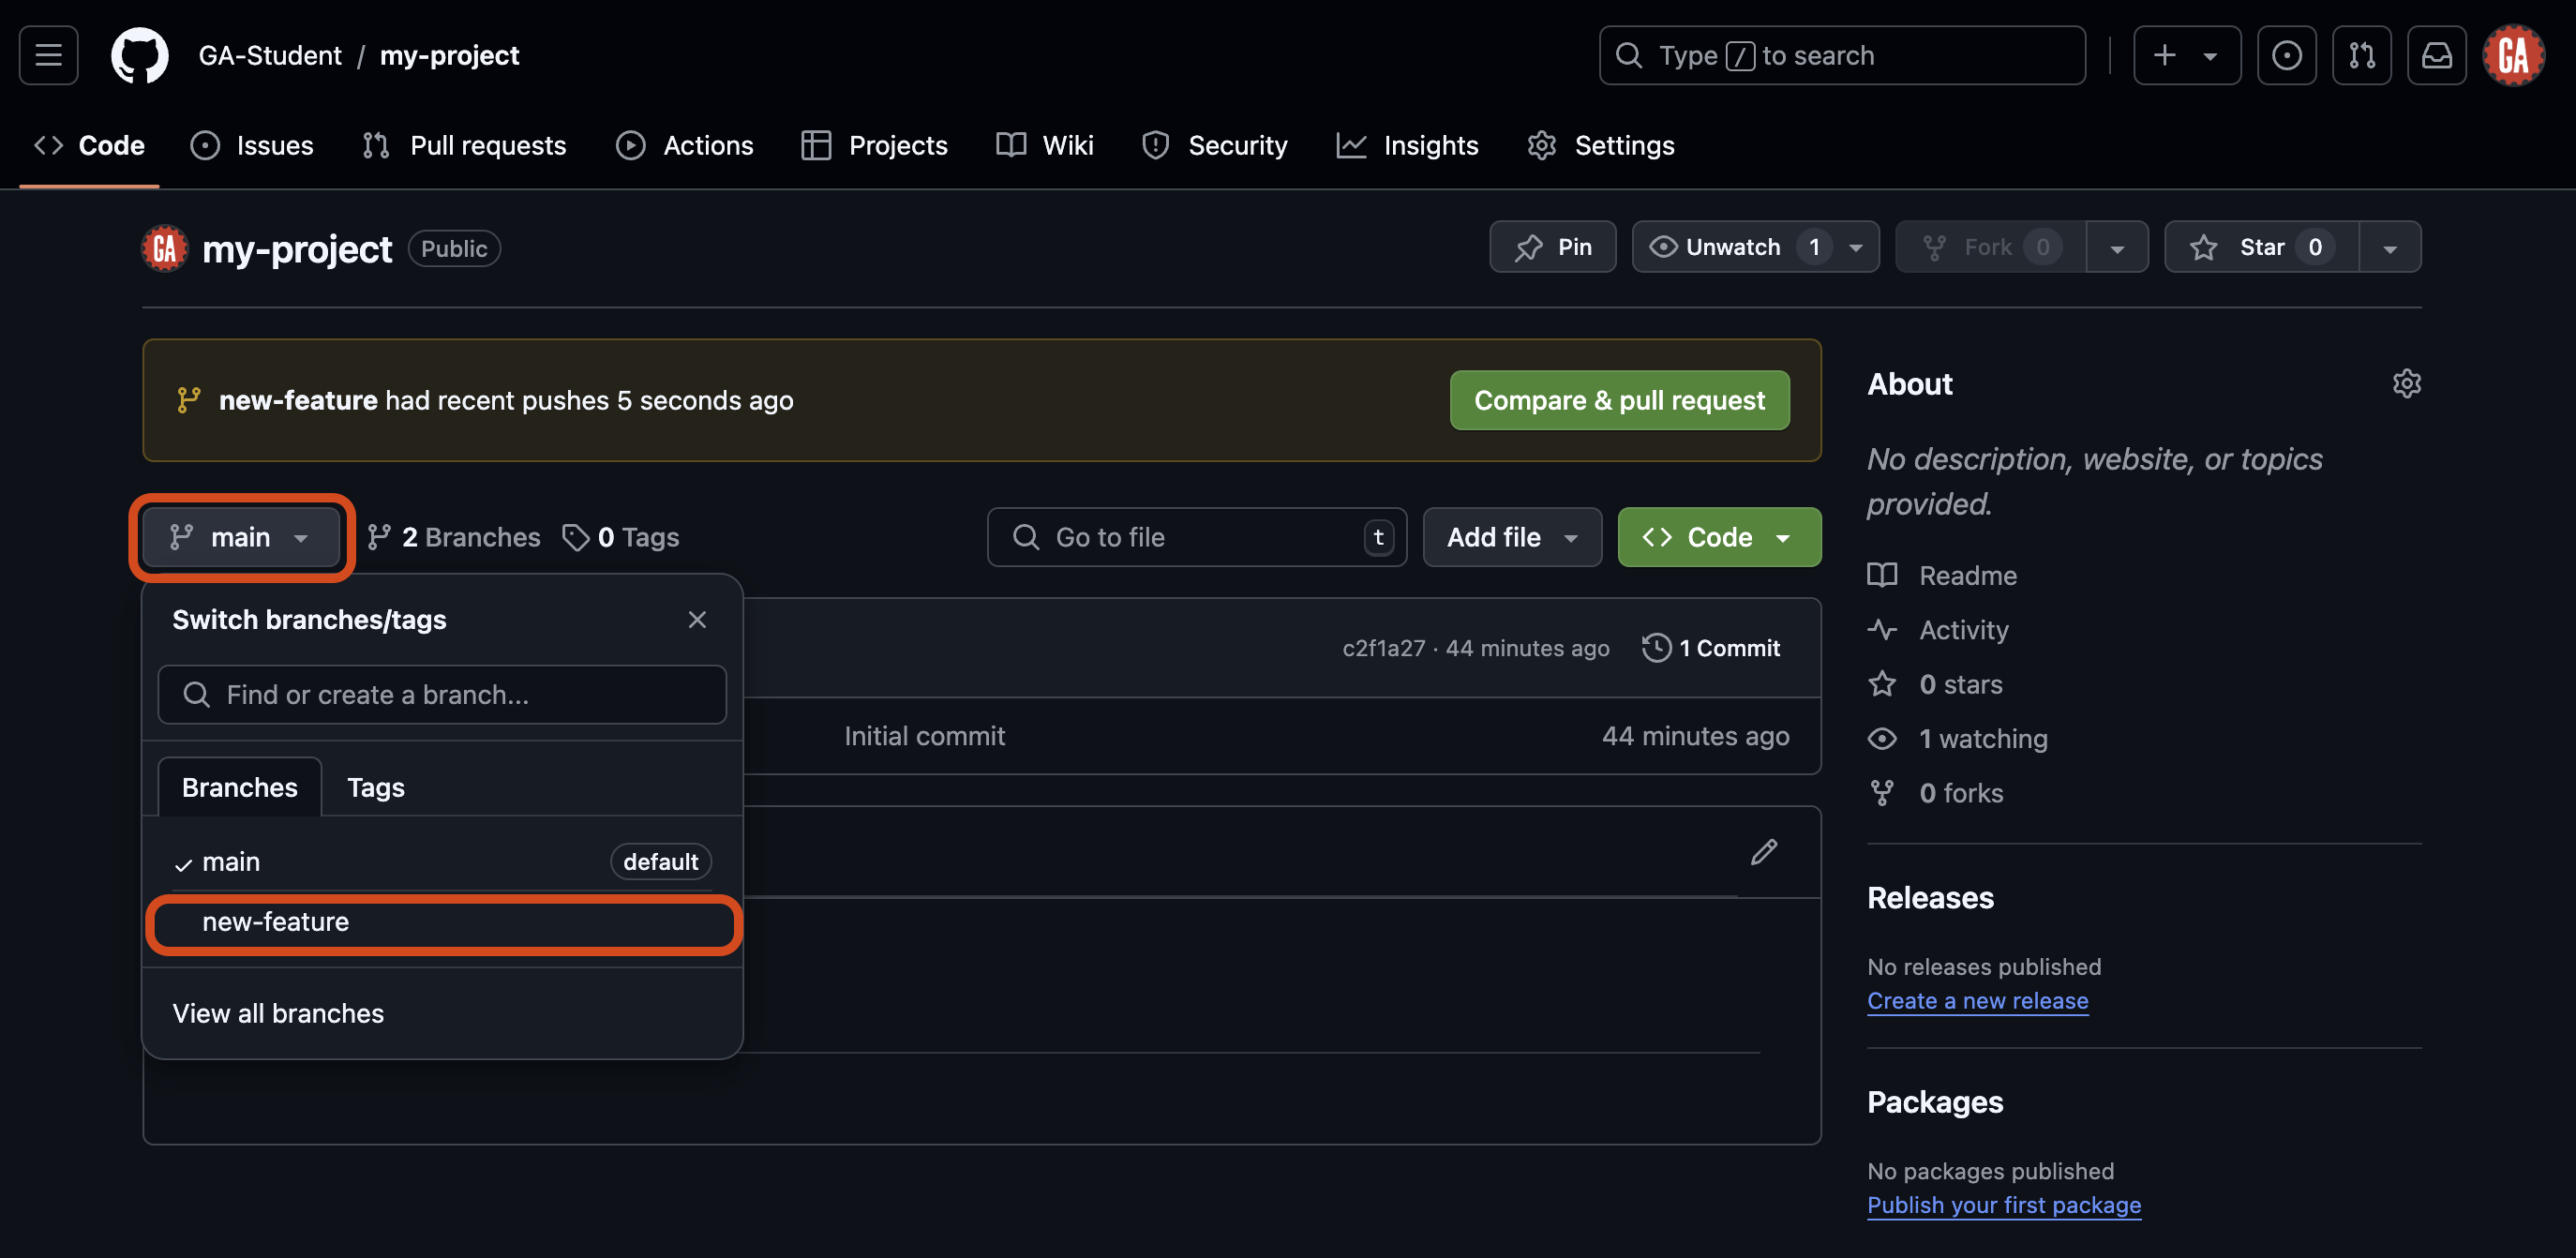 GA-Student / my-project
Type / to search
GA
Code Issues Pull requests Actions Projects Wiki Security Insights Settings
GA my-project Public
Pin Unwatch 1 Fork 0 Star 0
new-feature had recent pushes 5 seconds ago
Compare & pull request
main 2 Branches 0 Tags
Go to file t Add file Code
Switch branches/tags
Find or create a branch...
Branches Tags
main default
new-feature
View all branches
c2f1a27 · 44 minutes ago 1 Commit
Initial commit 44 minutes ago
About
No description, website, or topics
provided.
Readme
Activity
0 stars
1 watching
0 forks
Releases
No releases published
Create a new release
Packages
No packages published
Publish your first package